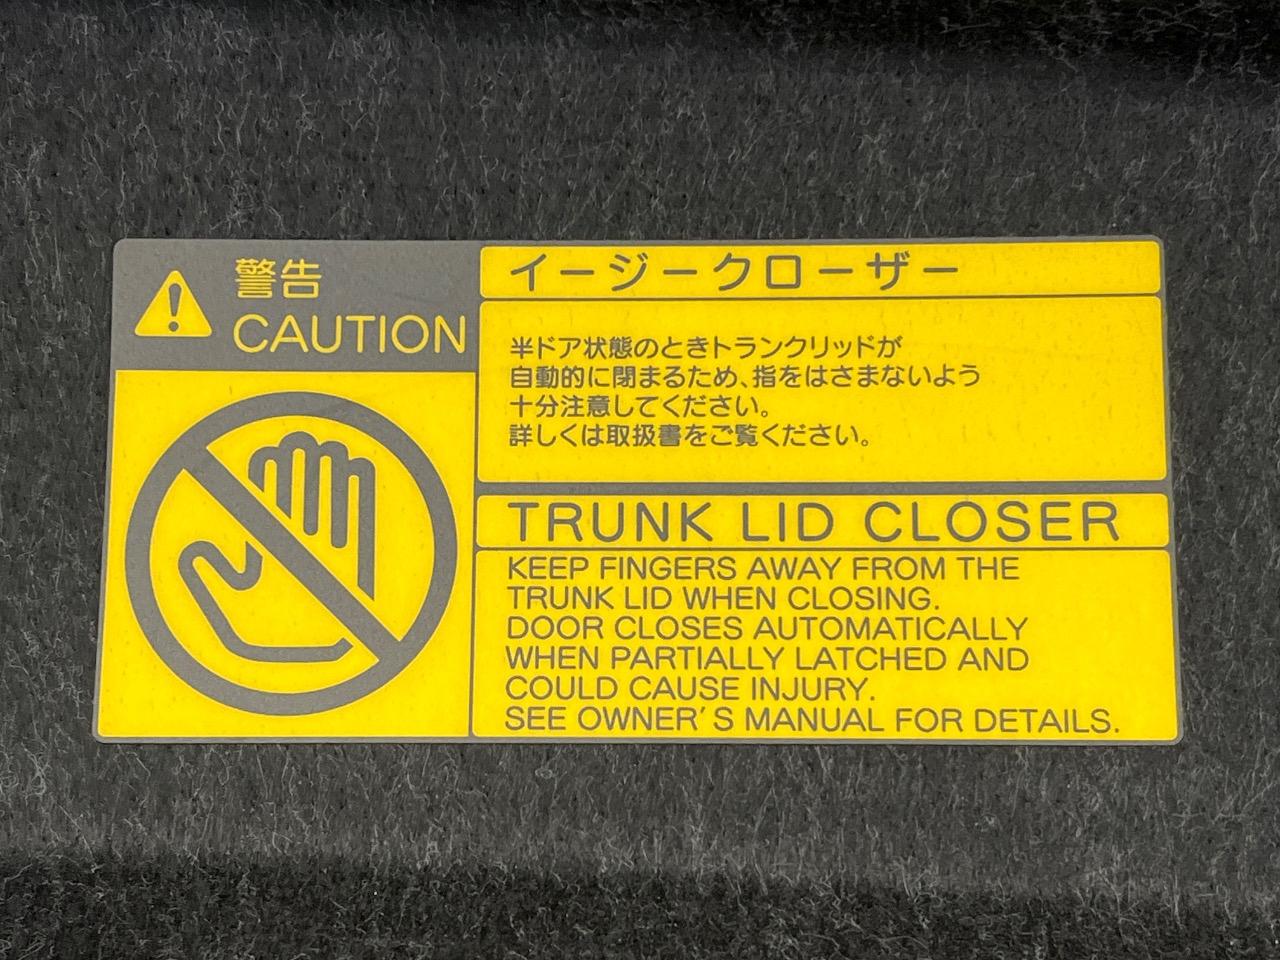 警告
CAUTION
イージークローザー
半ドア状態のときトランクリッドが
自動的に閉まるため、指をはさまないよう
十分注意してください。
詳しくは取扱書をご覧ください。
TRUNK LID CLOSER
KEEP FINGERS AWAY FROM THE
TRUNK LID WHEN CLOSING.
DOOR CLOSES AUTOMATICALLY
WHEN PARTIALLY LATCHED AND
COULD CAUSE INJURY.
SEE OWNER'S MANUAL FOR DETAILS.